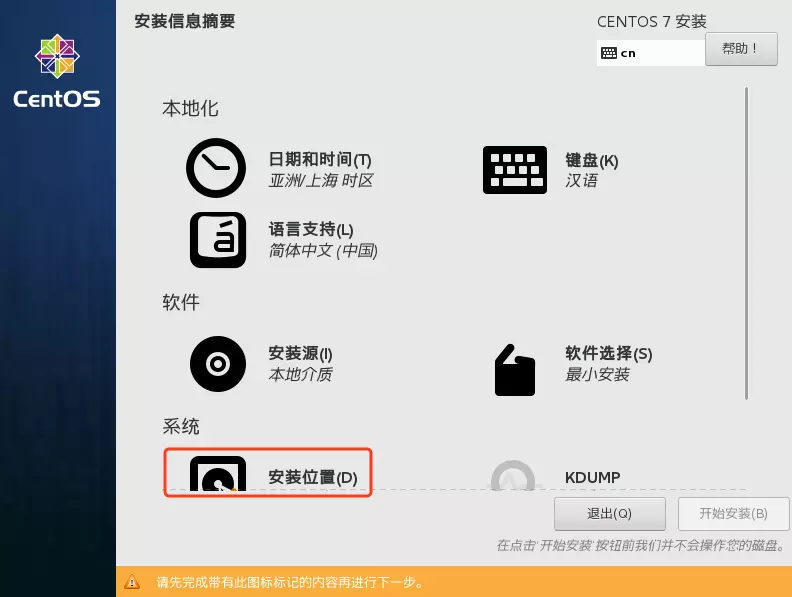 安装信息摘要
CENTOS 7 安装
cn
帮助！
CentOS
本地化
日期和时间(T)
亚洲/上海 时区
键盘(K)
汉语
语言支持(L)
简体中文 (中国)
软件
安装源(I)
本地介质
软件选择(S)
最小安装
系统
安装位置(D)
KDUMP
退出(Q)
开始安装(B)
在点击'开始安装'按钮前我们并不会操作您的磁盘。
请先完成带有此图标标记的内容再进行下一步。